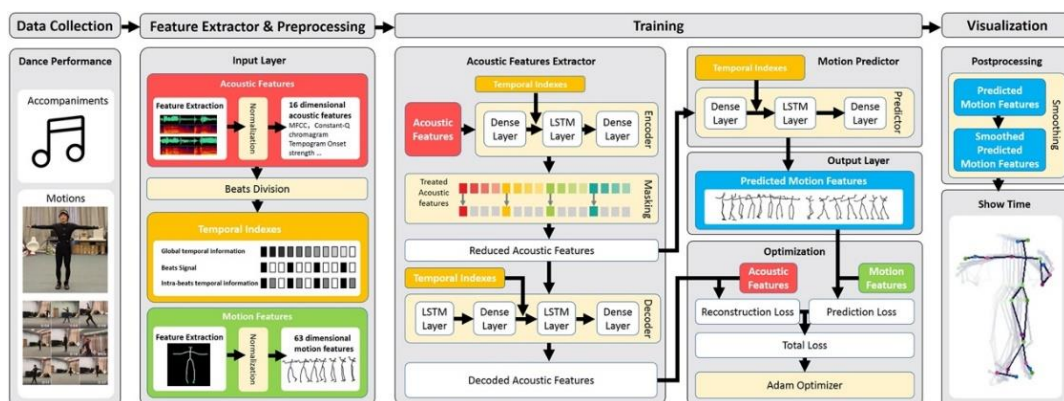 Data Collection
Feature Extractor & Preprocessing
Training
Visualization
Dance Performance
Accompaniments
Motions
Input Layer
Acoustic Features
Feature Extraction
Normalization
16 dimensional
acoustic features
MFCC, Constant-Q
chromagram
Tempogram Onset
strength ...
Beats Division
Temporal Indexes
Global temporal information
Beats Signal
Intra-beats temporal information
Motion Features
Feature Extraction
Normalization
63 dimensional
motion features
Acoustic Features Extractor
Temporal Indexes
Acoustic
Features
Dense
Layer
LSTM
Layer
Dense
Layer
Encoder
Treated
Acoustic
features
Masking
Reduced Acoustic Features
Temporal Indexes
LSTM
Layer
Dense
Layer
LSTM
Layer
Dense
Layer
Decoder
Decoded Acoustic Features
Motion Predictor
Temporal Indexes
Dense
Layer
LSTM
Layer
Dense
Layer
Predictor
Output Layer
Predicted Motion Features
Optimization
Acoustic
Features
Motion
Features
Reconstruction Loss
Prediction Loss
Total Loss
Adam Optimizer
Postprocessing
Predicted
Motion Features
Smoothed
Predicted
Motion Features
Smoothing
Show Time